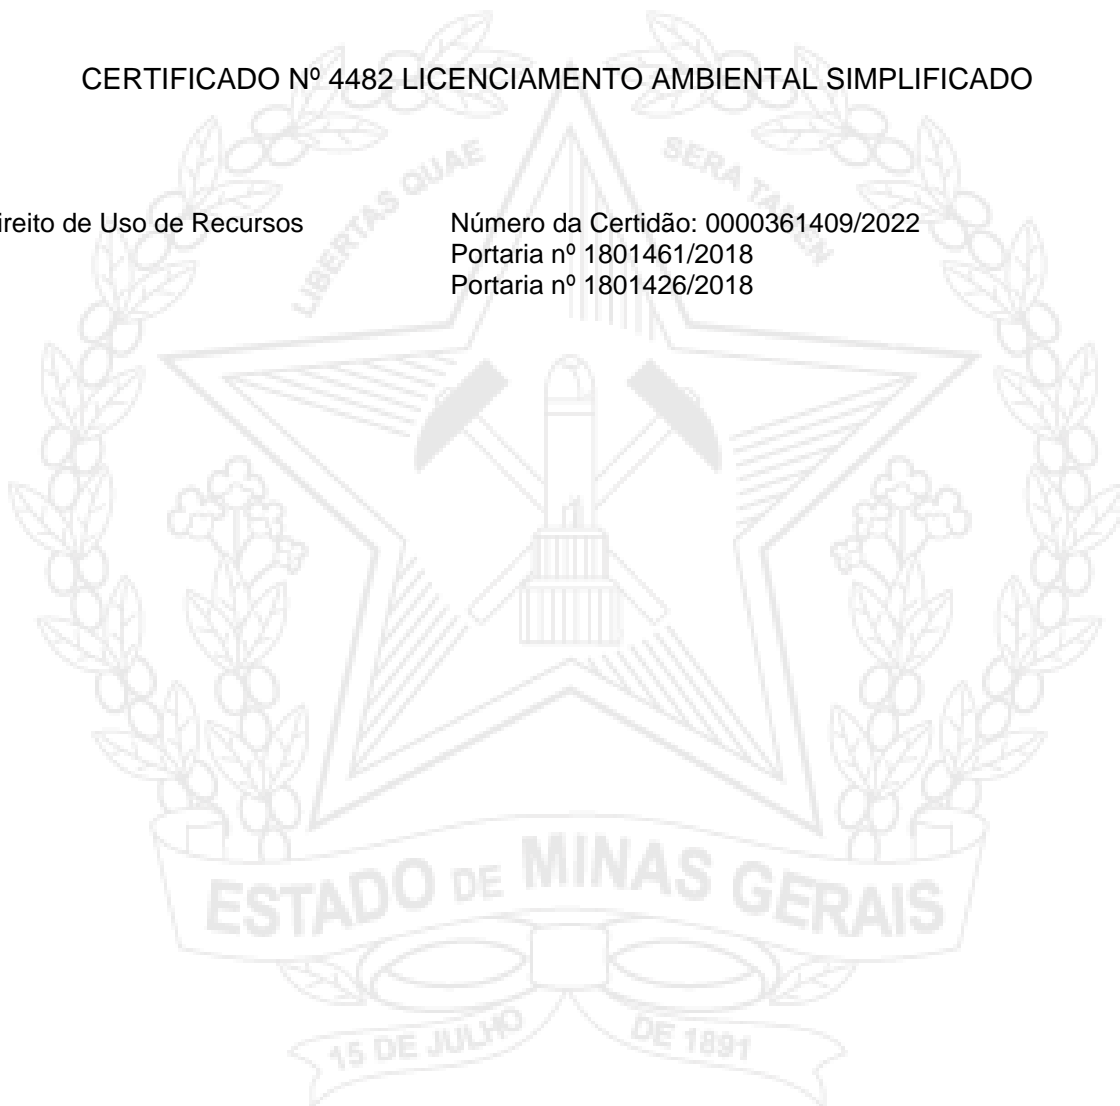 CERTIFICADO Nº 4482 LICENCIAMENTO AMBIENTAL SIMPLIFICADO
LIBERTAS QUAE SERA TAMEN
ireito de Uso de Recursos
Número da Certidão: 0000361409/2022
Portaria nº 1801461/2018
Portaria nº 1801426/2018
ESTADO DE MINAS GERAIS
15 DE JULHO DE 1891